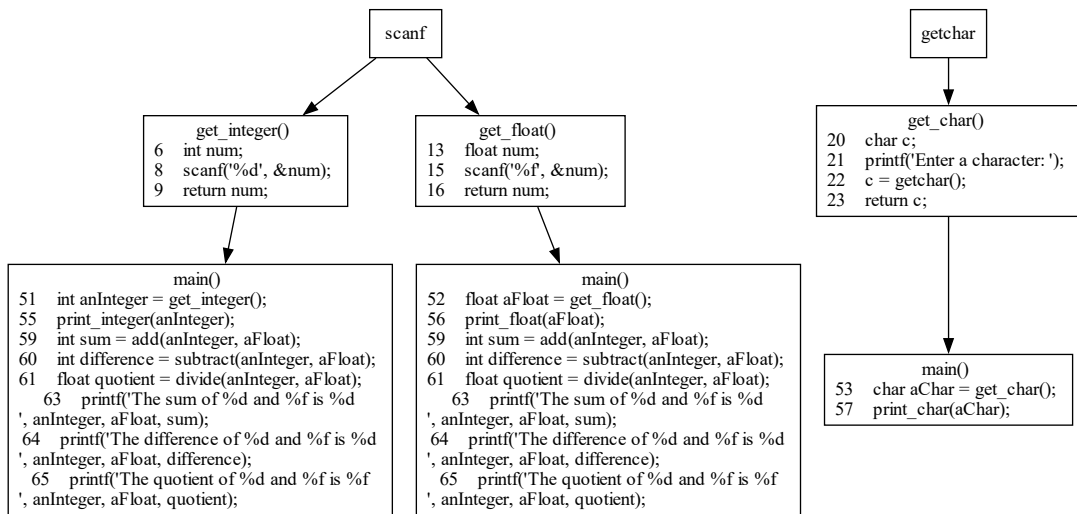 scanf
getchar
get_integer()
6 int num;
8 scanf('%d', &num);
9 return num;
get_float()
13 float num;
15 scanf('%f', &num);
16 return num;
get_char()
20 char c;
21 printf('Enter a character: ');
22 c = getchar();
23 return c;
main()
51 int anInteger = get_integer();
55 print_integer(anInteger);
59 int sum = add(anInteger, aFloat);
60 int difference = subtract(anInteger, aFloat);
61 float quotient = divide(anInteger, aFloat);
63 printf('The sum of %d and %f is %d
', anInteger, aFloat, sum);
64 printf('The difference of %d and %f is %d
', anInteger, aFloat, difference);
65 printf('The quotient of %d and %f is %f
', anInteger, aFloat, quotient);
main()
52 float aFloat = get_float();
56 print_float(aFloat);
59 int sum = add(anInteger, aFloat);
60 int difference = subtract(anInteger, aFloat);
61 float quotient = divide(anInteger, aFloat);
63 printf('The sum of %d and %f is %d
', anInteger, aFloat, sum);
64 printf('The difference of %d and %f is %d
', anInteger, aFloat, difference);
65 printf('The quotient of %d and %f is %f
', anInteger, aFloat, quotient);
main()
53 char aChar = get_char();
57 print_char(aChar);